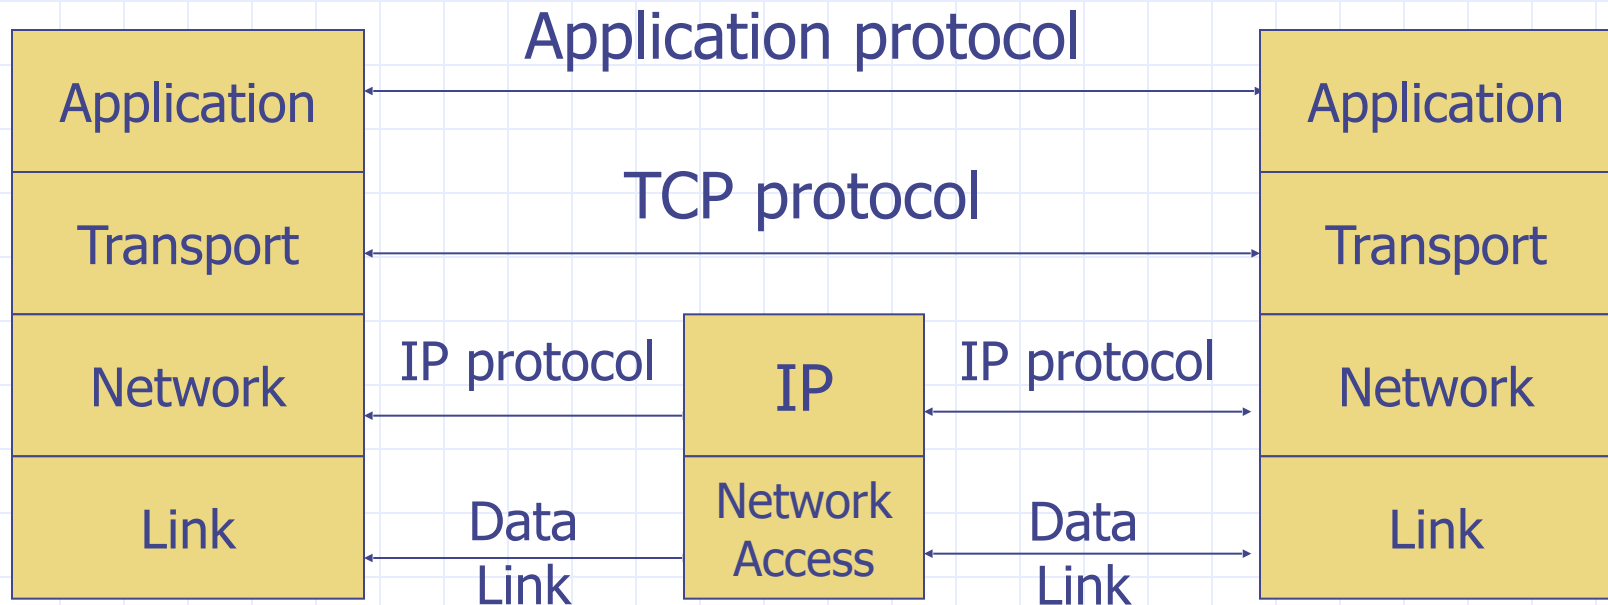 Application protocol
Application
Application
TCP protocol
Transport
Transport
IP protocol
IP protocol
Network
IP
Network
Data
Link
Network
Access
Data
Link
Link
Link